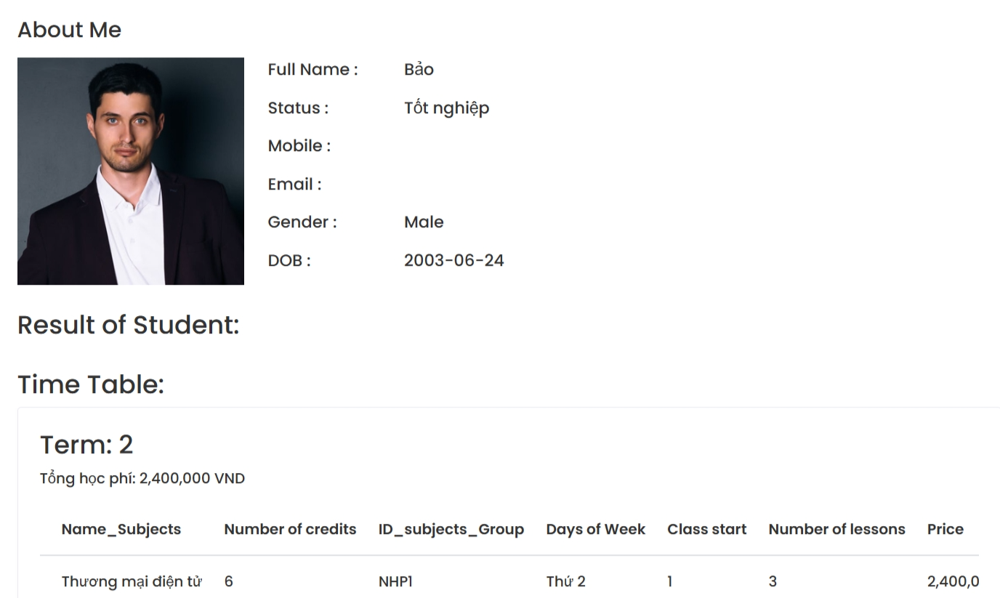 About Me
Full Name : Bảo
Status : Tốt nghiệp
Mobile :
Email :
Gender : Male
DOB : 2003-06-24
Result of Student:
Time Table:
Term: 2
Tổng học phí: 2,400,000 VND
Name_Subjects Number of credits ID_subjects_Group Days of Week Class start Number of lessons Price
Thương mại điện tử 6 NHP1 Thứ 2 1 3 2,400,0